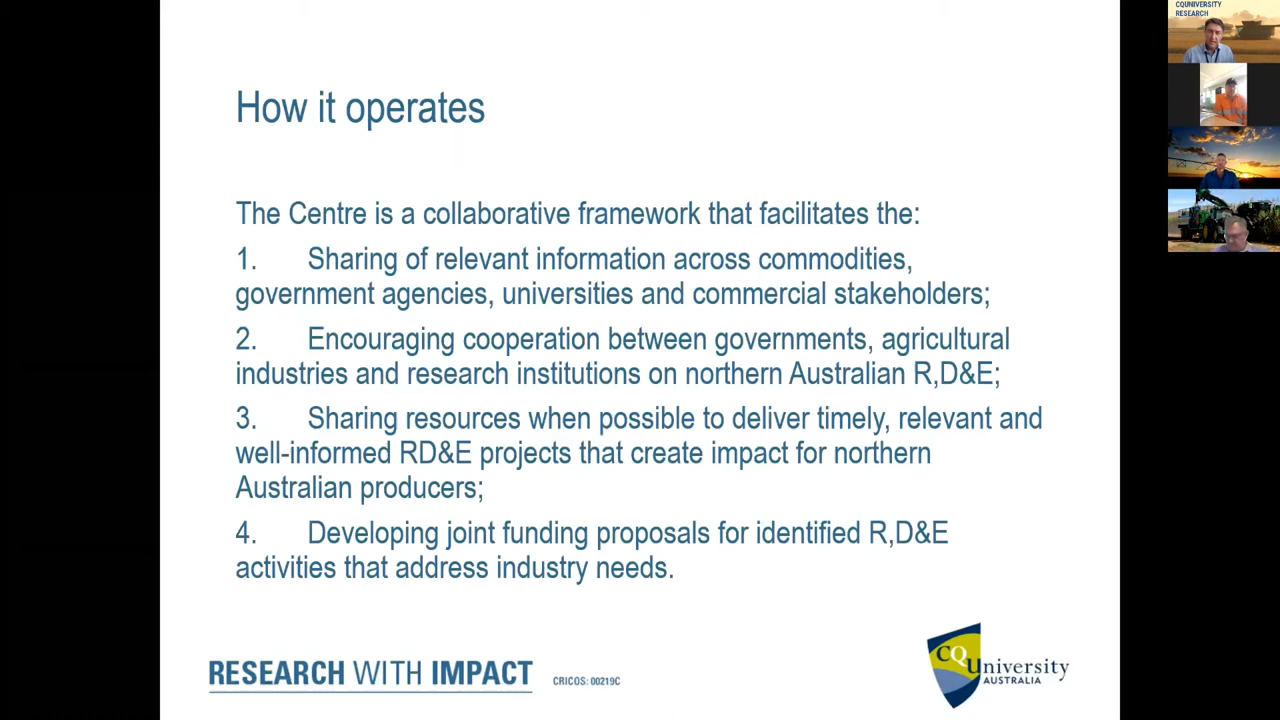 CQUNIVERSITY
RESEARCH
How it operates
The Centre is a collaborative framework that facilitates the:
1. Sharing of relevant information across commodities,
government agencies, universities and commercial stakeholders;
2. Encouraging cooperation between governments, agricultural
industries and research institutions on northern Australian R,D&E;
3. Sharing resources when possible to deliver timely, relevant and
well-informed RD&E projects that create impact for northern
Australian producers;
4. Developing joint funding proposals for identified R,D&E
activities that address industry needs.
RESEARCH WITH IMPACT
CRICOS: 00219C
CQUniversity
AUSTRALIA